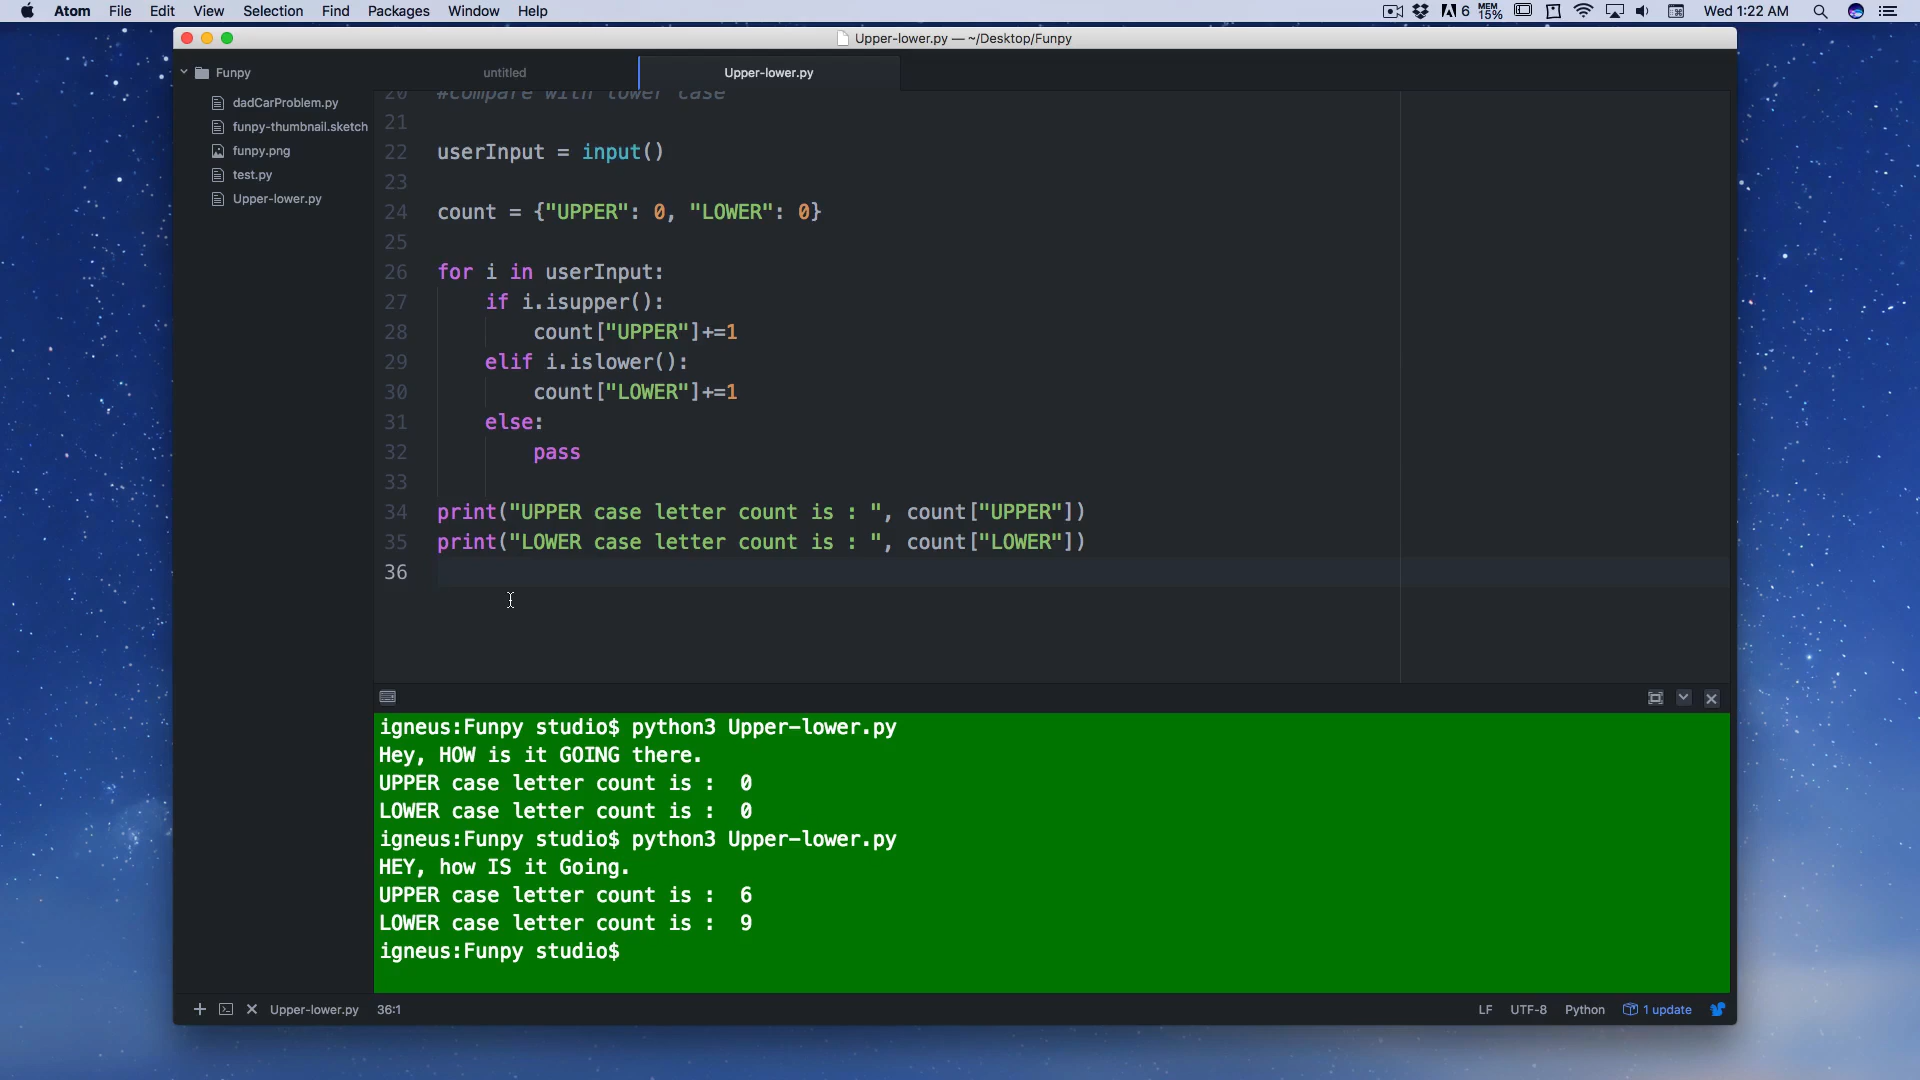 Atom File Edit View Selection Find Packages Window Help
6 MEM 15% Wed 1:22 AM
Upper-lower.py — ~/Desktop/Funpy
Funpy
dadCarProblem.py
funpy-thumbnail.sketch
funpy.png
test.py
Upper-lower.py
untitled Upper-lower.py
20 #compare with lower case
21
22 userInput = input()
23
24 count = {"UPPER": 0, "LOWER": 0}
25
26 for i in userInput:
27 if i.isupper():
28 count["UPPER"]+=1
29 elif i.islower():
30 count["LOWER"]+=1
31 else:
32 pass
33
34 print("UPPER case letter count is : ", count["UPPER"])
35 print("LOWER case letter count is : ", count["LOWER"])
36
igneus:Funpy studio$ python3 Upper-lower.py
Hey, HOW is it GOING there.
UPPER case letter count is : 0
LOWER case letter count is : 0
igneus:Funpy studio$ python3 Upper-lower.py
HEY, how IS it Going.
UPPER case letter count is : 6
LOWER case letter count is : 9
igneus:Funpy studio$
Upper-lower.py 36:1 LF UTF-8 Python 1 update